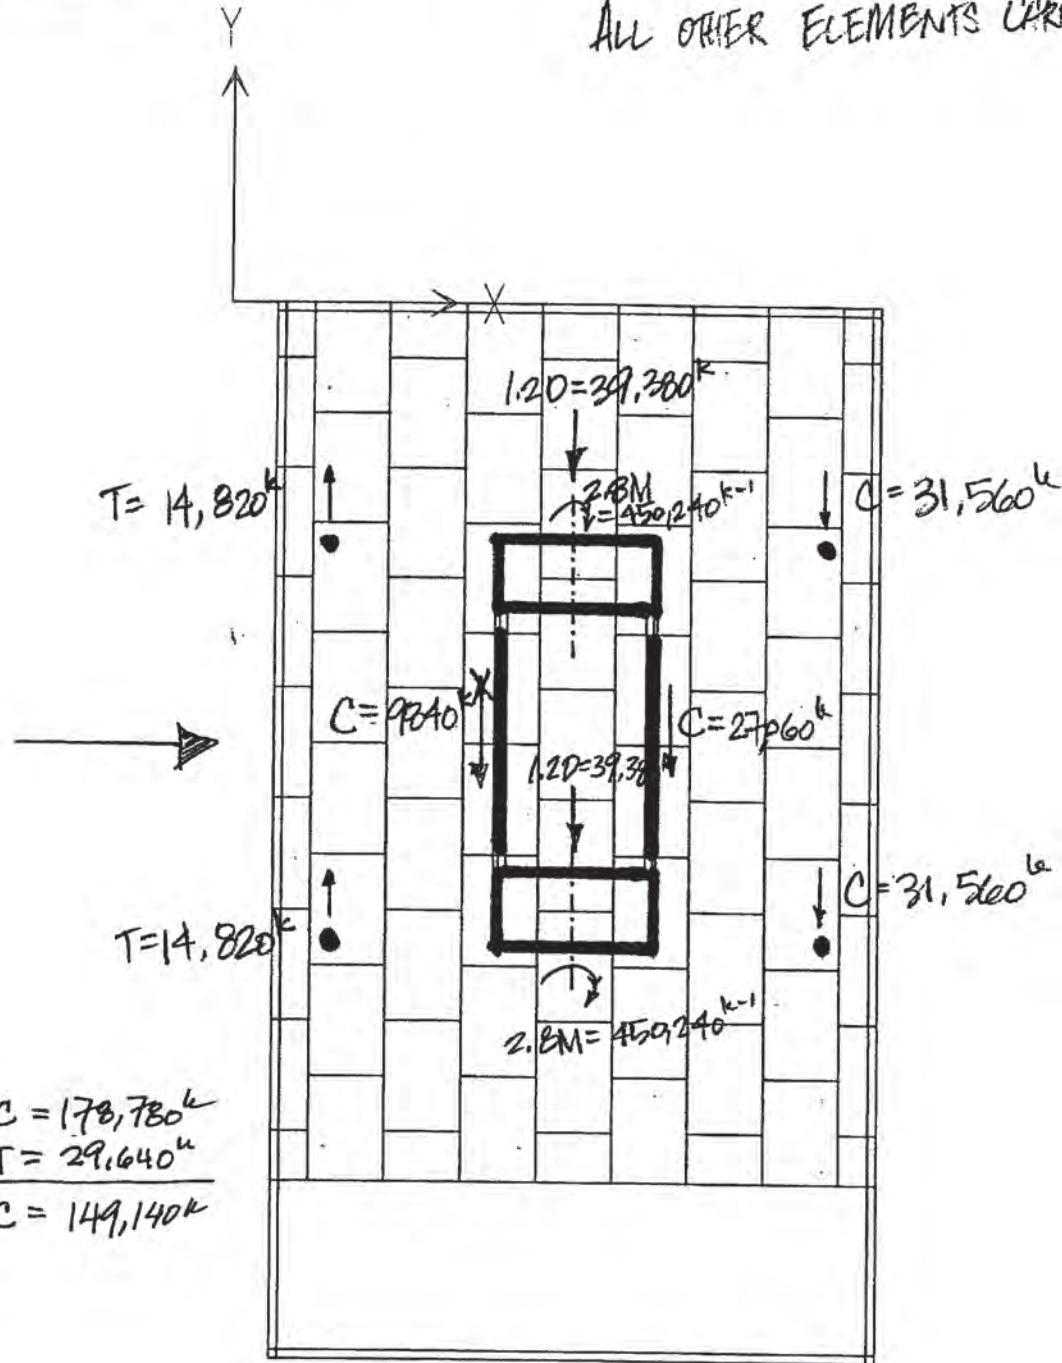 ALL OTHER ELEMENTS
Y
X
1.2D=39,380k
T= 14,820k
2.8M
=450,240k-1
C=31,560k
C=9840k
C=27,060k
1.2D=39,38
C=31,560k
T=14,820k
2.8M= 450,240k-1
C = 178,780k
T = 29,640k
C = 149,140k